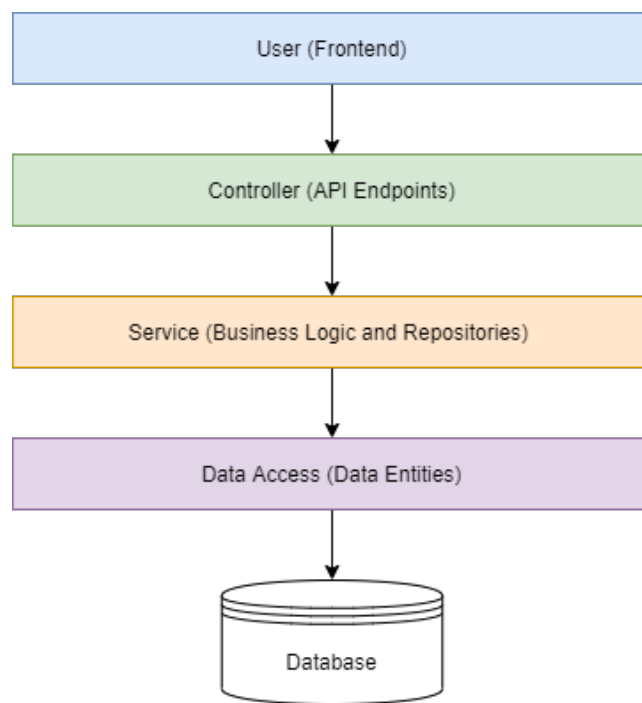 User (Frontend)
Controller (API Endpoints)
Service (Business Logic and Repositories)
Data Access (Data Entities)
Database